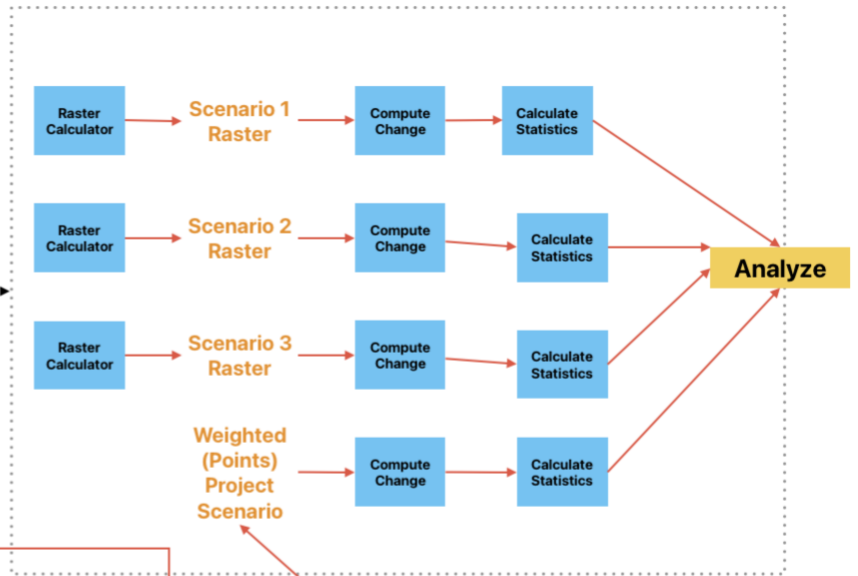 Raster
Calculator
Scenario 1
Raster
Compute
Change
Calculate
Statistics
Raster
Calculator
Scenario 2
Raster
Compute
Change
Calculate
Statistics
Analyze
Raster
Calculator
Scenario 3
Raster
Compute
Change
Calculate
Statistics
Weighted
(Points)
Project
Scenario
Compute
Change
Calculate
Statistics